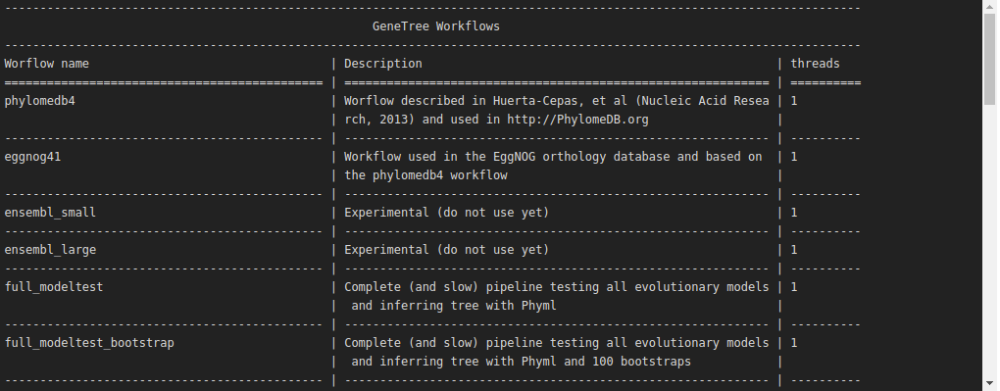 --------------------------------------------------------------------------------------------------------------------------
GeneTree Workflows
--------------------------------------------------------------------------------------------------------------------------
Worflow name | Description | threads
============================================= | ============================================================ | ==========
phylomedb4 | Worflow described in Huerta-Cepas, et al (Nucleic Acid Resea | 1
| rch, 2013) and used in http://PhylomeDB.org |
--------------------------------------------- | ------------------------------------------------------------ | ----------
eggnog41 | Workflow used in the EggNOG orthology database and based on | 1
| the phylomedb4 workflow |
--------------------------------------------- | ------------------------------------------------------------ | ----------
ensembl_small | Experimental (do not use yet) | 1
--------------------------------------------- | ------------------------------------------------------------ | ----------
ensembl_large | Experimental (do not use yet) | 1
--------------------------------------------- | ------------------------------------------------------------ | ----------
full_modeltest | Complete (and slow) pipeline testing all evolutionary models | 1
| and inferring tree with Phyml |
--------------------------------------------- | ------------------------------------------------------------ | ----------
full_modeltest_bootstrap | Complete (and slow) pipeline testing all evolutionary models | 1
| and inferring tree with Phyml and 100 bootstraps |
--------------------------------------------- | ------------------------------------------------------------ | ----------